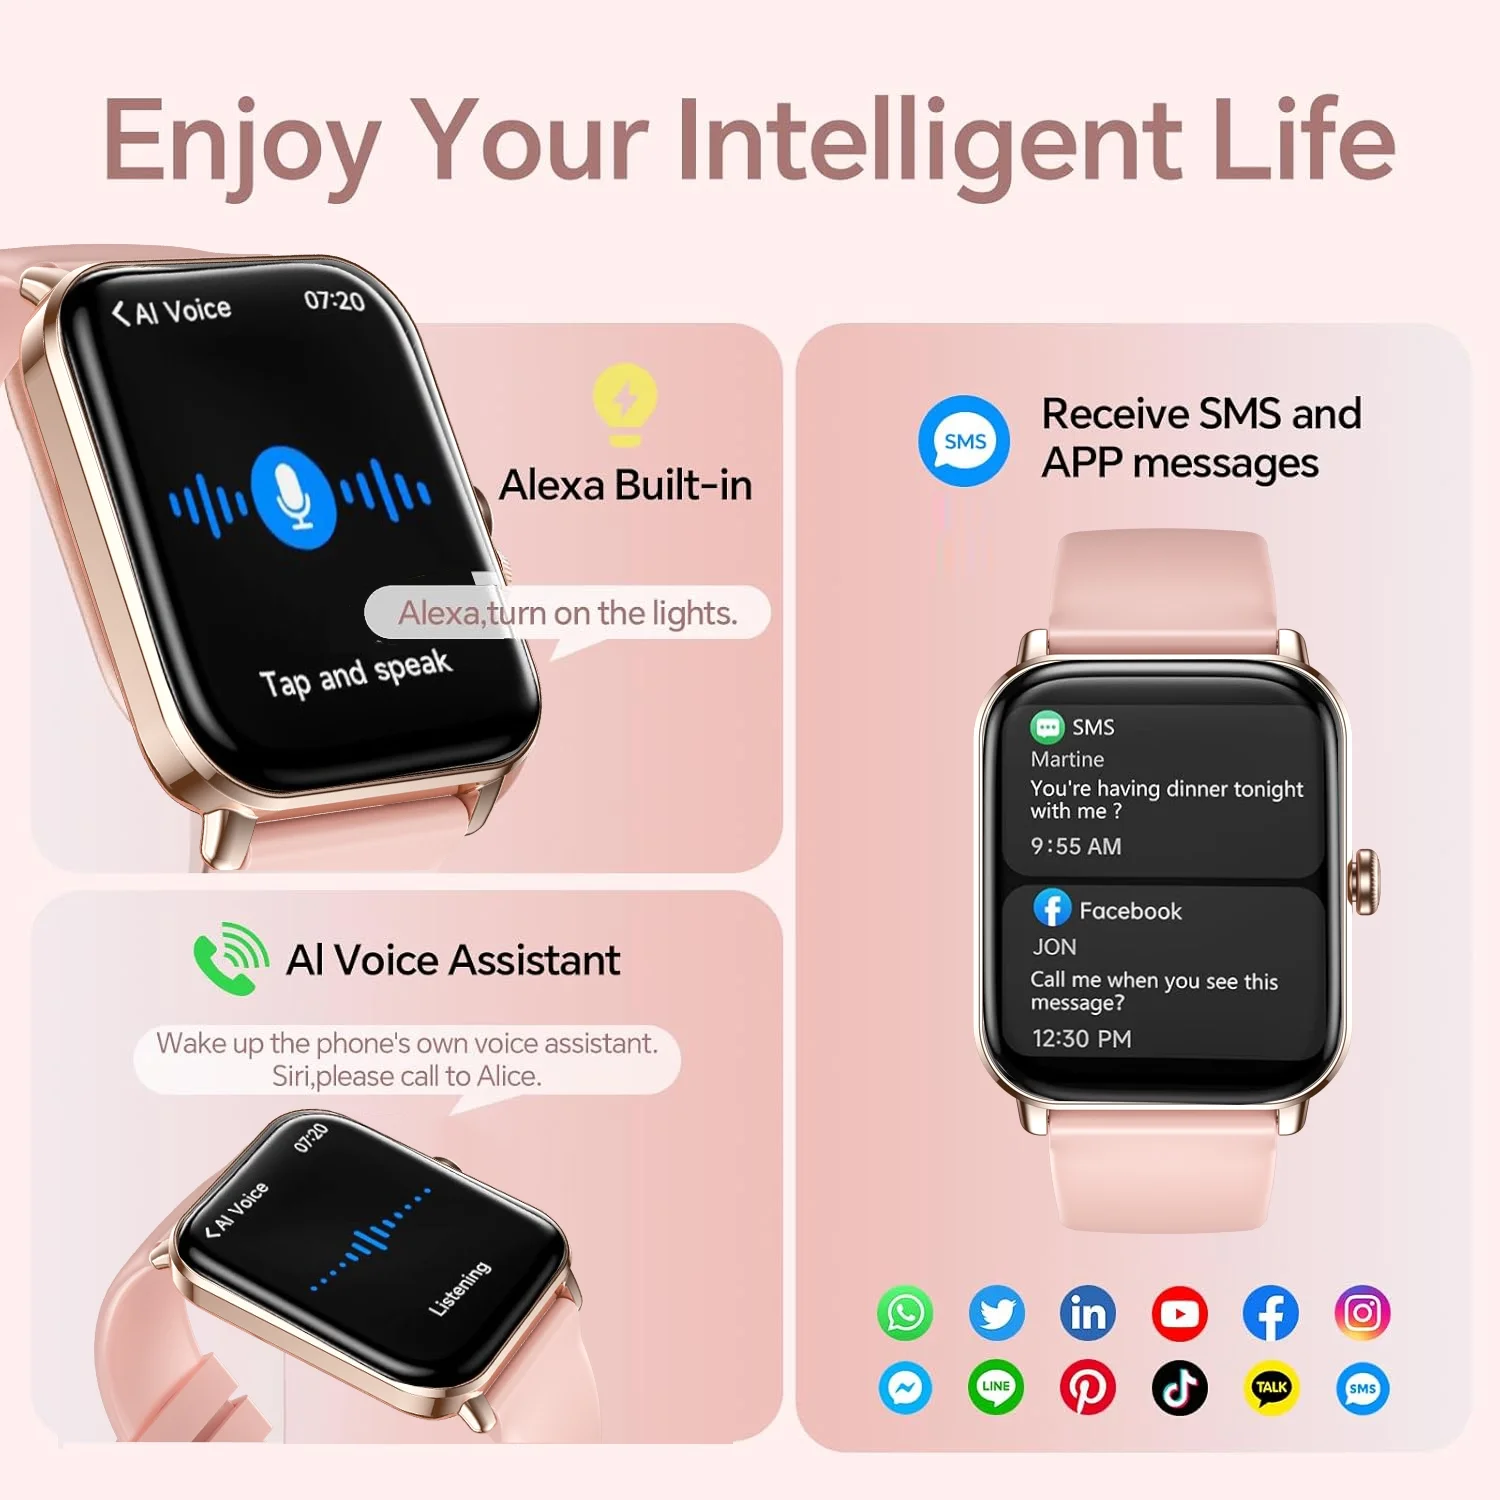 Enjoy Your Intelligent Life
AI Voice
07:20
Tap and speak
Alexa Built-in
Alexa,turn on the lights.
AI Voice Assistant
Wake up the phone's own voice assistant.
Siri,please call to Alice.
07:20
AI Voice
Listening
SMS
Receive SMS and
APP messages
SMS
Martine
You're having dinner tonight
with me ?
9:55 AM
Facebook
JON
Call me when you see this
message?
12:30 PM
in
f
LINE
TALK
SMS